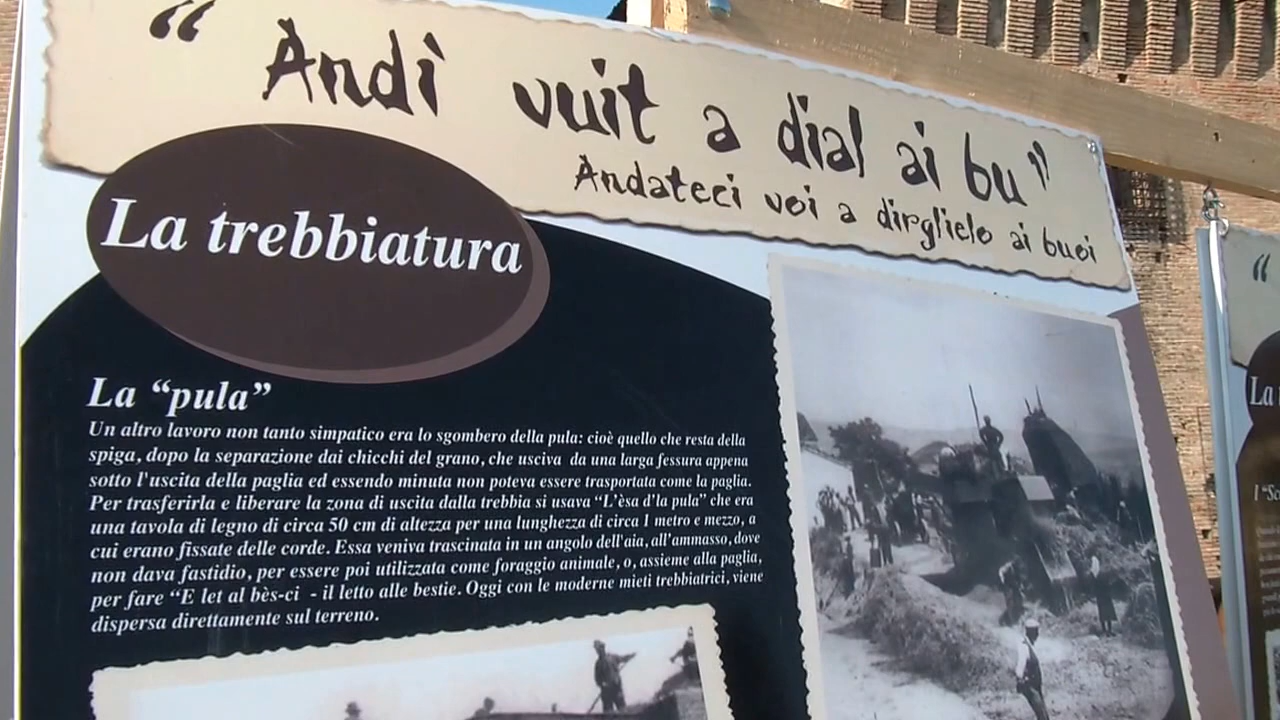 “ Andì vuit a dial ai bu”
Andateci voi a dirglielo ai buoi
La trebbiatura
La “pula”
Un altro lavoro non tanto simpatico era lo sgombero della pula: cioè quello che resta della
spiga, dopo la separazione dai chicchi del grano, che usciva da una larga fessura appena
sotto l'uscita della paglia ed essendo minuta non poteva essere trasportata come la paglia.
Per trasferirla e liberare la zona di uscita dalla trebbia si usava “L'èsa d'la pula” che era
una tavola di legno di circa 50 cm di altezza per una lunghezza di circa 1 metro e mezzo, a
cui erano fissate delle corde. Essa veniva trascinata in un angolo dell'aia, all'ammasso, dove
non dava fastidio, per essere poi utilizzata come foraggio animale, o, assieme alla paglia,
per fare “E let al bès-ci - il letto alle bestie. Oggi con le moderne mieti trebbiatrici, viene
dispersa direttamente sul terreno.
“
La